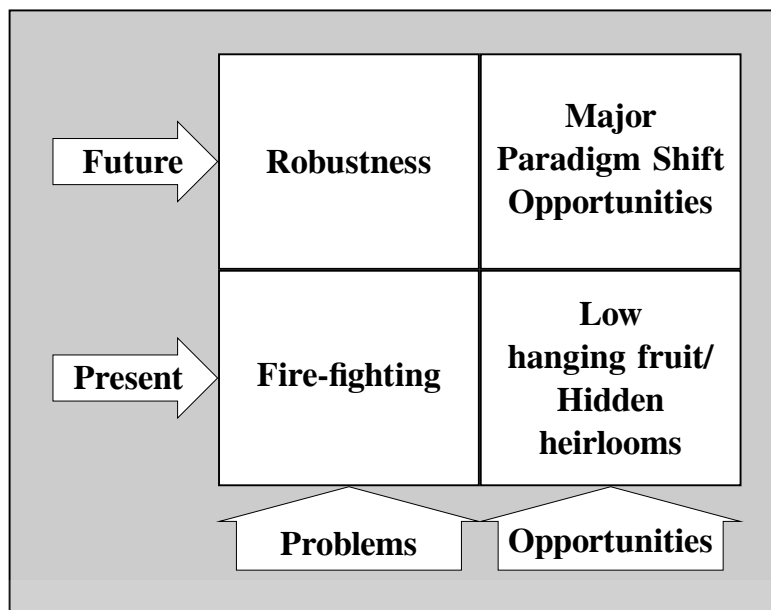 Future
Robustness
Major
Paradigm Shift
Opportunities
Present
Fire-fighting
Low
hanging fruit/
Hidden
heirlooms
Problems
Opportunities